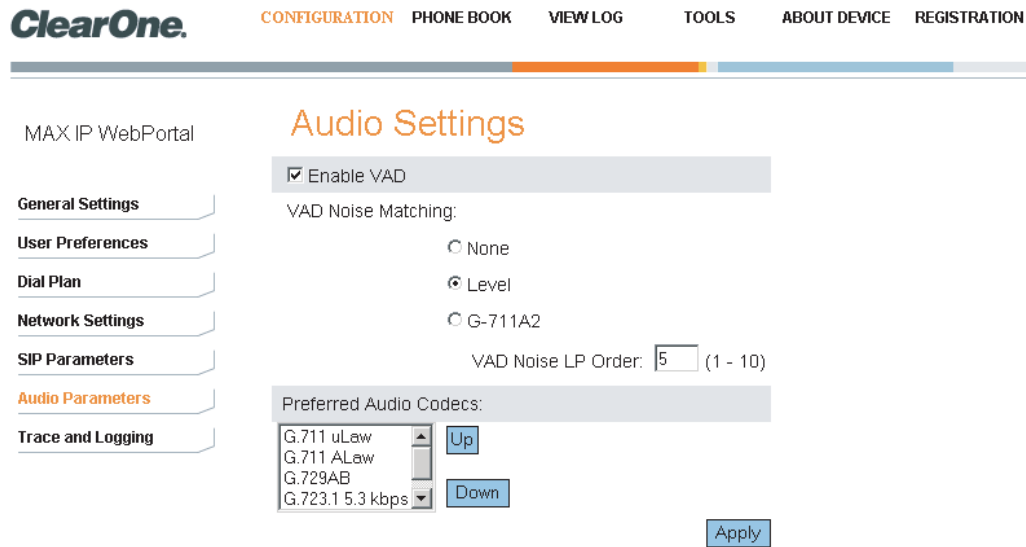 ClearOne.
CONFIGURATION PHONE BOOK VIEW LOG TOOLS ABOUT DEVICE REGISTRATION
MAX IP WebPortal
General Settings
User Preferences
Dial Plan
Network Settings
SIP Parameters
Audio Parameters
Trace and Logging
Audio Settings
Enable VAD
VAD Noise Matching:
None
Level
G-711A2
VAD Noise LP Order: 5 (1 - 10)
Preferred Audio Codecs:
G.711 uLaw
G.711 ALaw
G.729AB
G.723.1 5.3 kbps
Up
Down
Apply